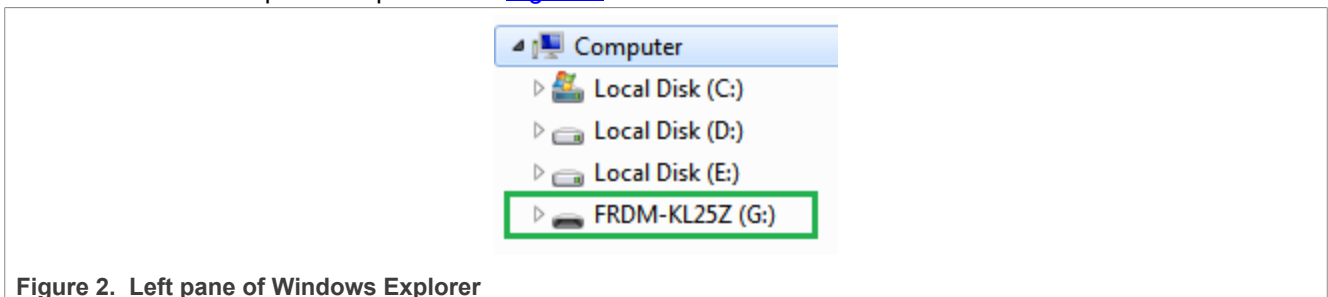 Computer
Local Disk (C:)
Local Disk (D:)
Local Disk (E:)
FRDM-KL25Z (G:)
Figure 2. Left pane of Windows Explorer